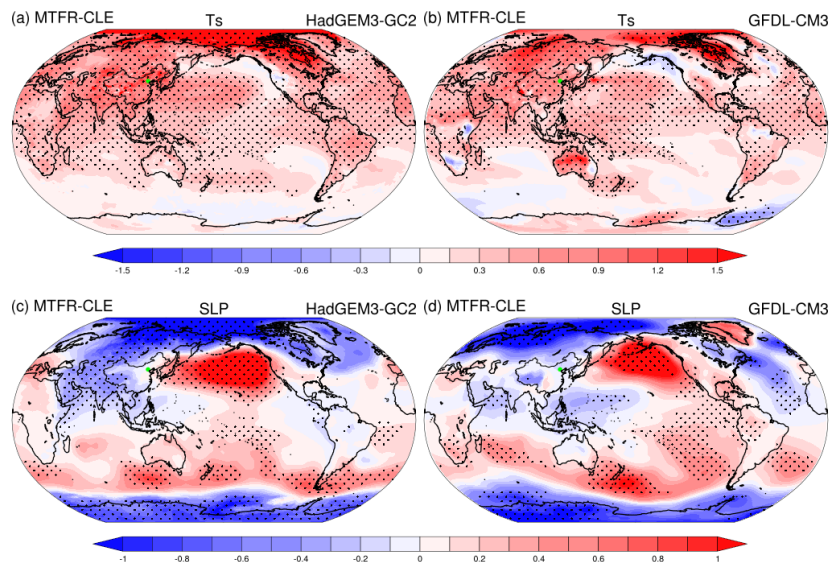 (a) MTFR-CLE Ts HadGEM3-GC2
(b) MTFR-CLE Ts GFDL-CM3
-1.5 -1.2 -0.9 -0.6 -0.3 0 0.3 0.6 0.9 1.2 1.5
(c) MTFR-CLE SLP HadGEM3-GC2
(d) MTFR-CLE SLP GFDL-CM3
-1 -0.8 -0.6 -0.4 -0.2 0 0.2 0.4 0.6 0.8 1